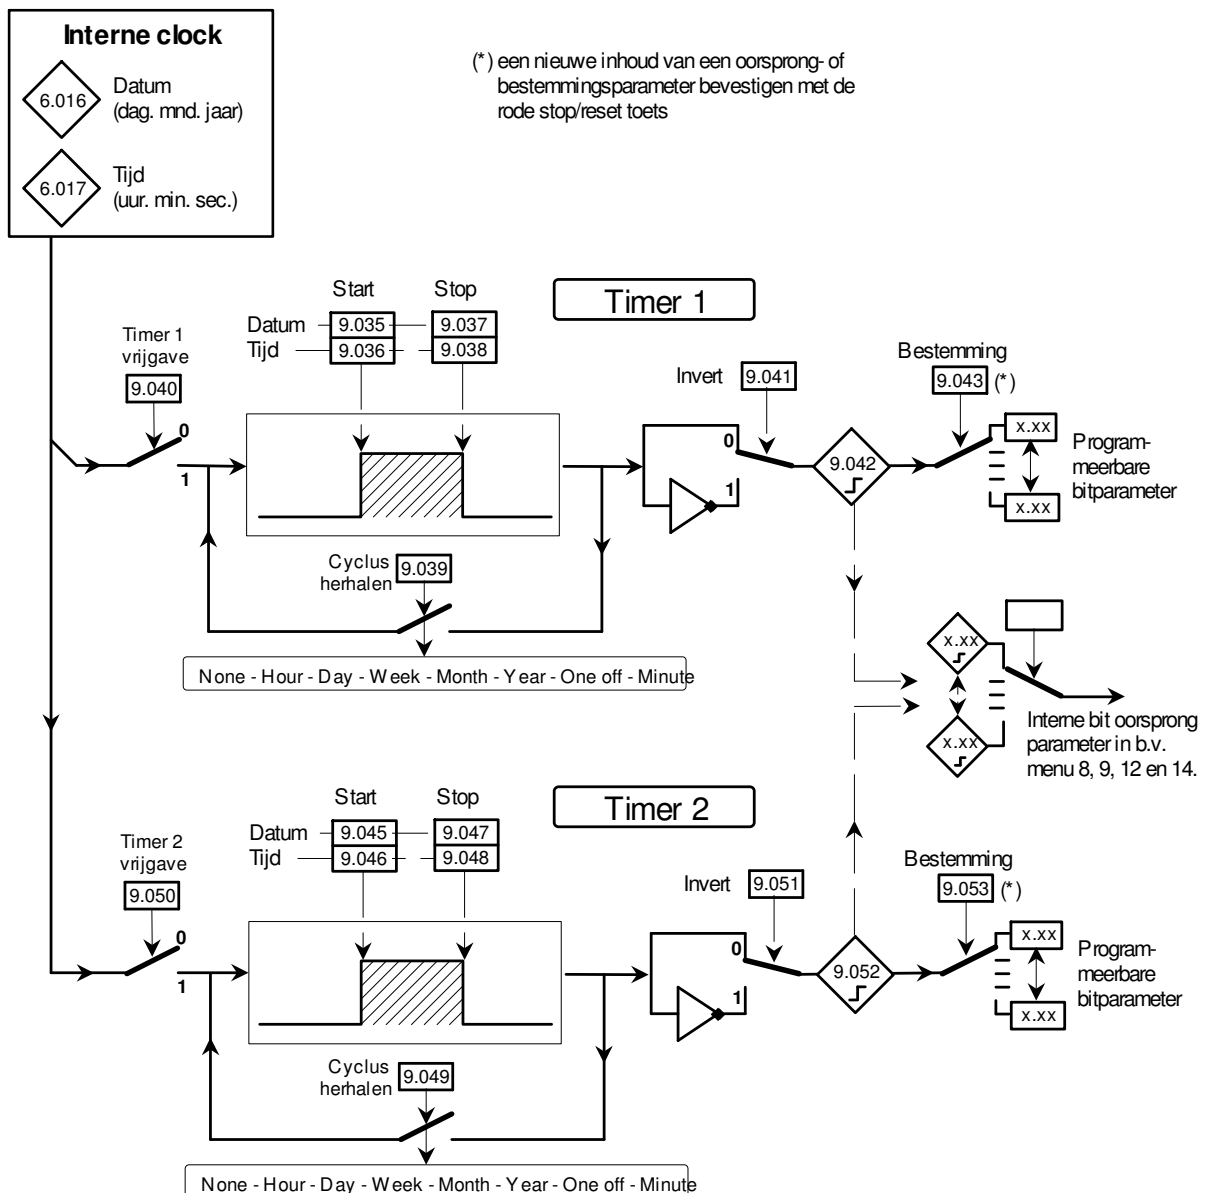 Interne clock
6.016
Datum
(dag. mnd. jaar)
6.017
Tijd
(uur. min. sec.)
(*) een nieuwe inhoud van een oorsprong- of
bestemmingsparameter bevestigen met de
rode stop/reset toets
Timer 1
Start
Stop
Datum
9.035
9.037
Tijd
9.036
9.038
Timer 1
vrijgave
9.040
0
1
Cyclus
herhalen
9.039
None - Hour - Day - Week - Month - Year - One off - Minute
Invert
9.041
0
1
9.042
Bestemming
9.043
(*)
x.xx
x.xx
Program-
meerbare
bitparameter
x.xx
x.xx
Interne bit oorsprong
parameter in b.v.
menu 8, 9, 12 en 14.
Timer 2
Start
Stop
Datum
9.045
9.047
Tijd
9.046
9.048
Timer 2
vrijgave
9.050
0
1
Cyclus
herhalen
9.049
None - Hour - Day - Week - Month - Year - One off - Minute
Invert
9.051
0
1
9.052
Bestemming
9.053
(*)
x.xx
x.xx
Program-
meerbare
bitparameter